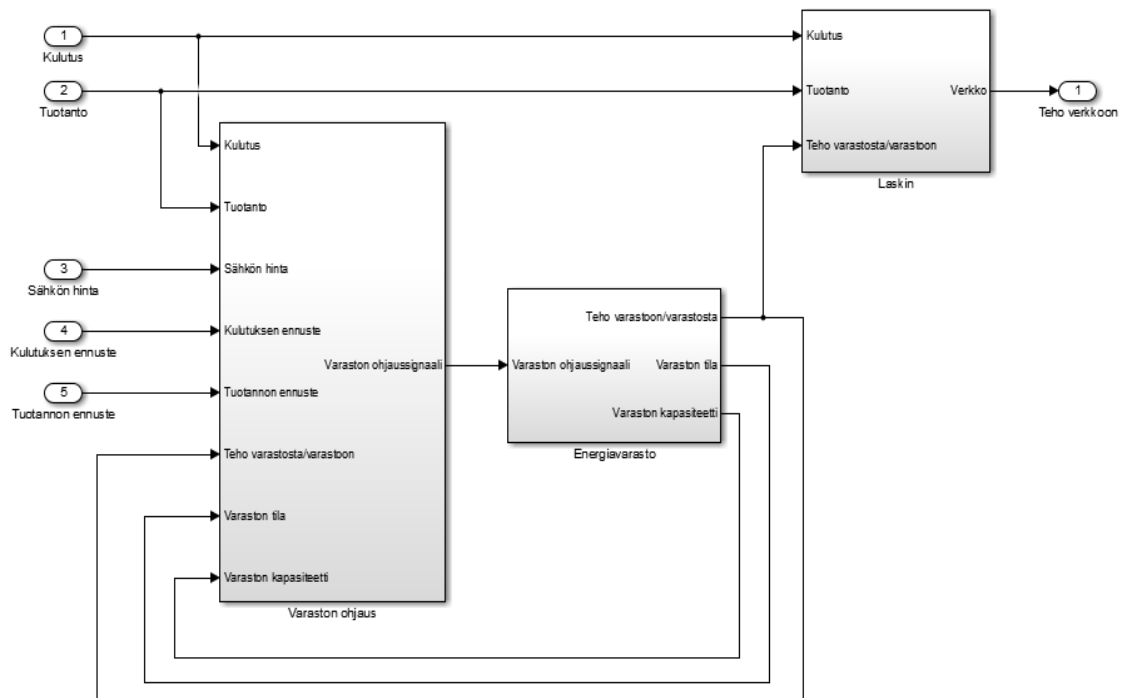 1
Kulutus
2
Tuotanto
Kulutus
Tuotanto
Teho varastosta/varastoon
Verkko
Laskin
1
Teho verkkoon
3
Sähkön hinta
4
Kulutuksen ennuste
5
Tuotannon ennuste
Kulutus
Tuotanto
Sähkön hinta
Kulutuksen ennuste
Tuotannon ennuste
Teho varastosta/varastoon
Varaston tila
Varaston kapasiteetti
Varaston ohjaussignaali
Varaston ohjaus
Varaston ohjaussignaali
Teho varastoon/varastosta
Varaston tila
Varaston kapasiteetti
Energiavarasto